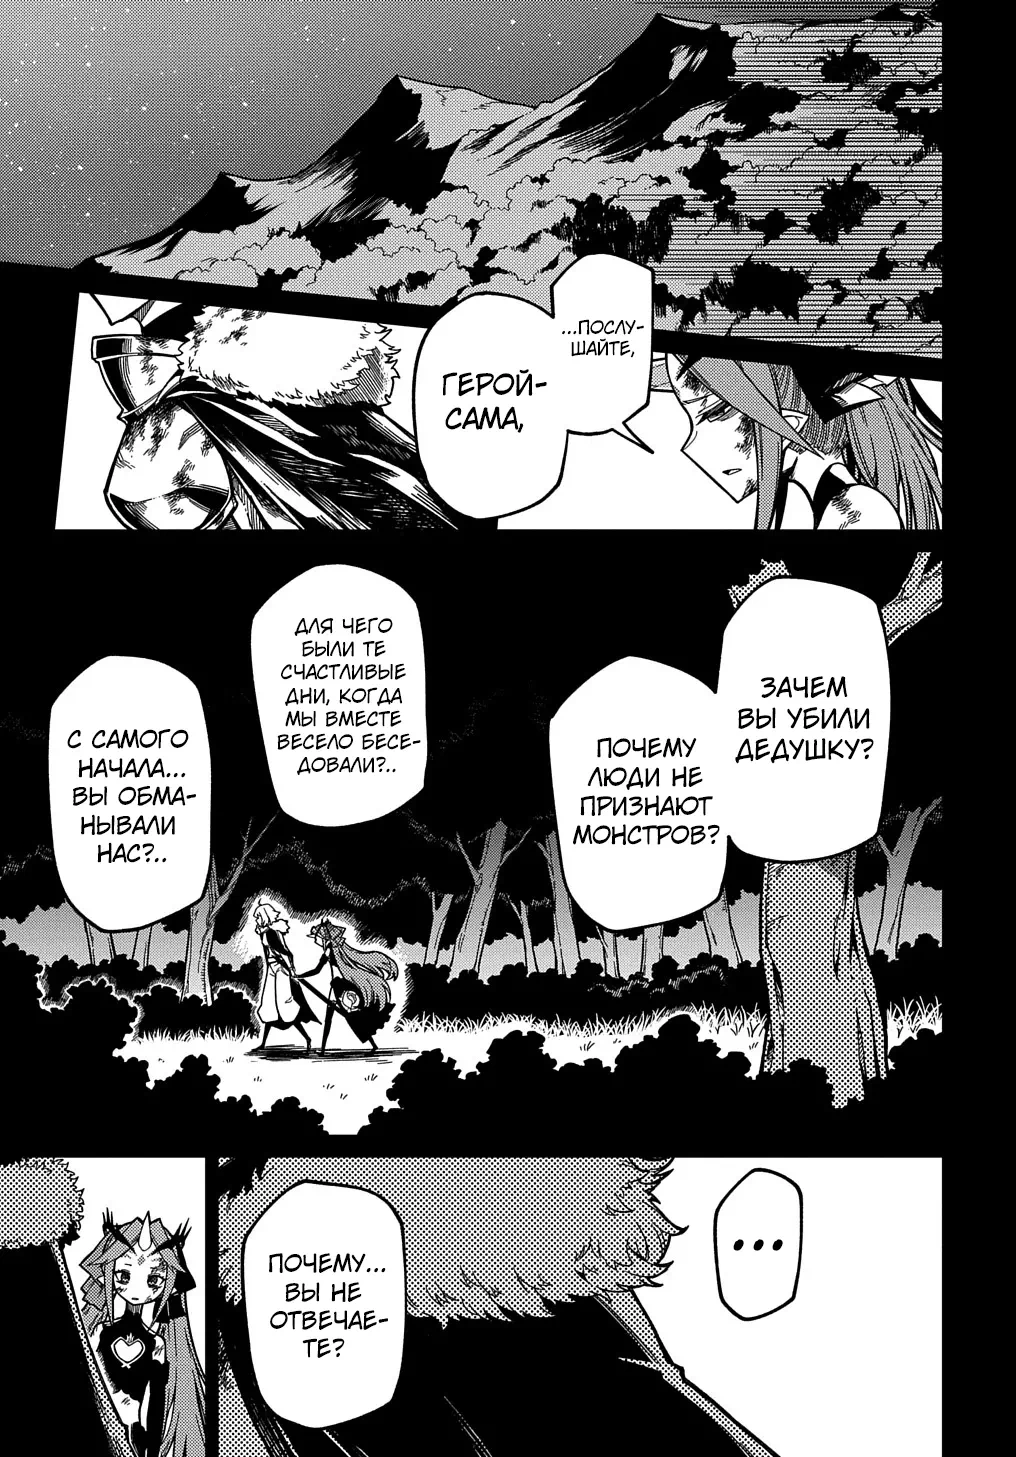 ...ПОСЛУ-
ШАЙТЕ,
ГЕРОЙ-
САМА,
ЗАЧЕМ
ВЫ УБИЛИ
ДЕДУШКУ?
ПОЧЕМУ
ЛЮДИ НЕ
ПРИЗНАЮТ
МОНСТРОВ?
ДЛЯ ЧЕГО
БЫЛИ ТЕ
СЧАСТЛИВЫЕ
ДНИ, КОГДА
МЫ ВМЕСТЕ
ВЕСЕЛО БЕСЕ-
ДОВАЛИ?..
С САМОГО
НАЧАЛА...
ВЫ ОБМА-
НЫВАЛИ
НАС?..
...
ПОЧЕМУ...
ВЫ НЕ
ОТВЕЧАЕ-
ТЕ?